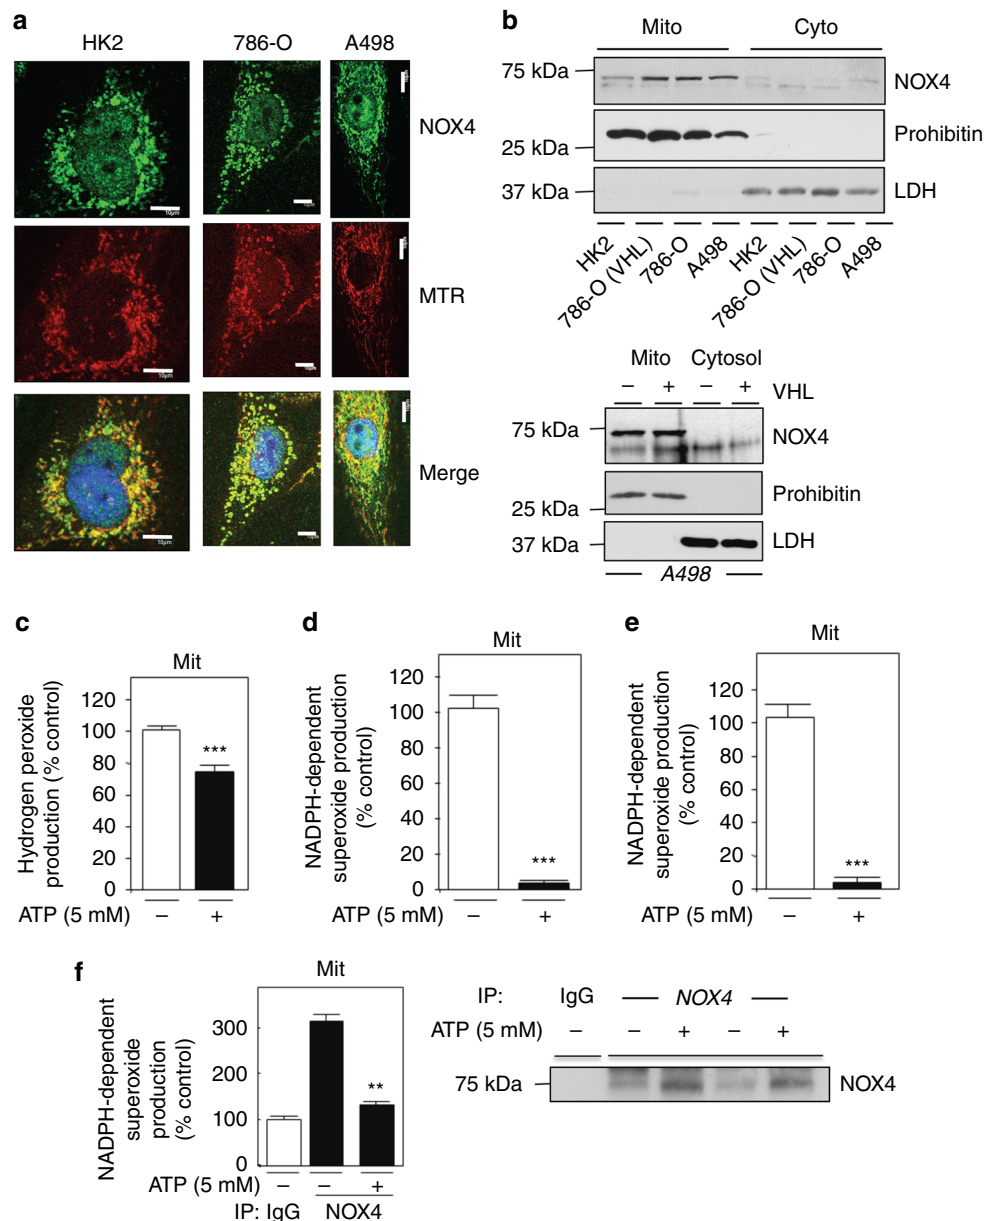 a
HK2 786-O A498
NOX4
10µm
MTR
10µm
Merge
10µm
b
Mito Cyto
75 kDa NOX4
25 kDa Prohibitin
37 kDa LDH
HK2 786-O (VHL) 786-O A498 HK2 786-O (VHL) 786-O A498
Mito Cytosol
– + – + VHL
75 kDa NOX4
25 kDa Prohibitin
37 kDa LDH
A498
c
Mit
Hydrogen peroxide
production (% control)
120
100
80
60
40
20
0
***
ATP (5 mM) – +
d
Mit
NADPH-dependent
superoxide production
(% control)
120
100
80
60
40
20
0
***
ATP (5 mM) – +
e
Mit
NADPH-dependent
superoxide production
(% control)
120
100
80
60
40
20
0
***
ATP (5 mM) – +
f
Mit
NADPH-dependent
superoxide
production
(% control)
300
200
100
0
**
ATP (5 mM) – – +
IP: IgG NOX4
IP: IgG NOX4
ATP (5 mM) – – + – +
75 kDa NOX4